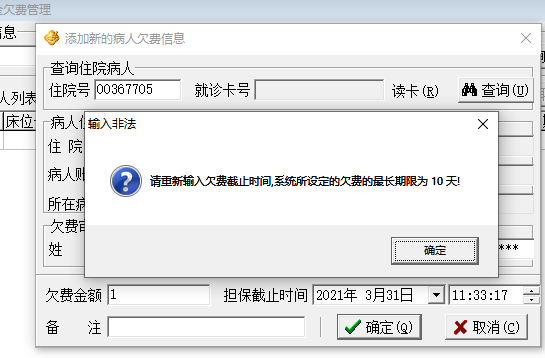 欠费管理
信息
添加新的病人欠费信息
查询住院病人
住院号 00367705 就诊卡号 读卡(R) 查询(U)
人列表
床位
病人
输入非法
住 院
请重新输入欠费截止时间,系统所设定的欠费的最长期限为 10 天!
病人账
所在病
欠费审
确定
姓 ***
欠费金额 1 担保截止时间 2021年 3月31日 11:33:17
备 注 确定(Q) 取消(C)